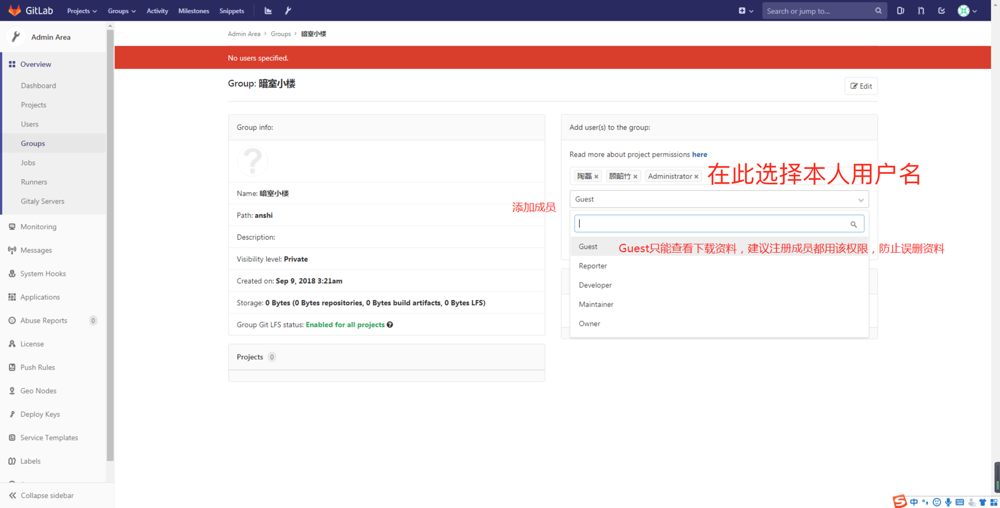 GitLab Projects Groups Activity Milestones Snippets Search or jump to...
Admin Area
Overview
Dashboard
Projects
Users
Groups
Jobs
Runners
Gitaly Servers
Monitoring
Messages
System Hooks
Applications
Abuse Reports 0
License
Push Rules
Geo Nodes
Deploy Keys
Service Templates
Labels
Collapse sidebar
Admin Area > Groups > 暗室小楼
No users specified.
Group: 暗室小楼
Edit
Group info:
?
Name: 暗室小楼
Path: anshi
Description:
Visibility level: Private
Created on: Sep 9, 2018 3:21am
Storage: 0 Bytes (0 Bytes repositories, 0 Bytes build artifacts, 0 Bytes LFS)
Group Git LFS status: Enabled for all projects ?
Projects 0
Add user(s) to the group:
Read more about project permissions here
陶磊 × 顾韶竹 × Administrator ×
在此选择本人用户名
添加成员
Guest
Guest
Guest只能查看下载资料，建议注册成员都用该权限，防止误删资料
Reporter
Developer
Maintainer
Owner
S 中